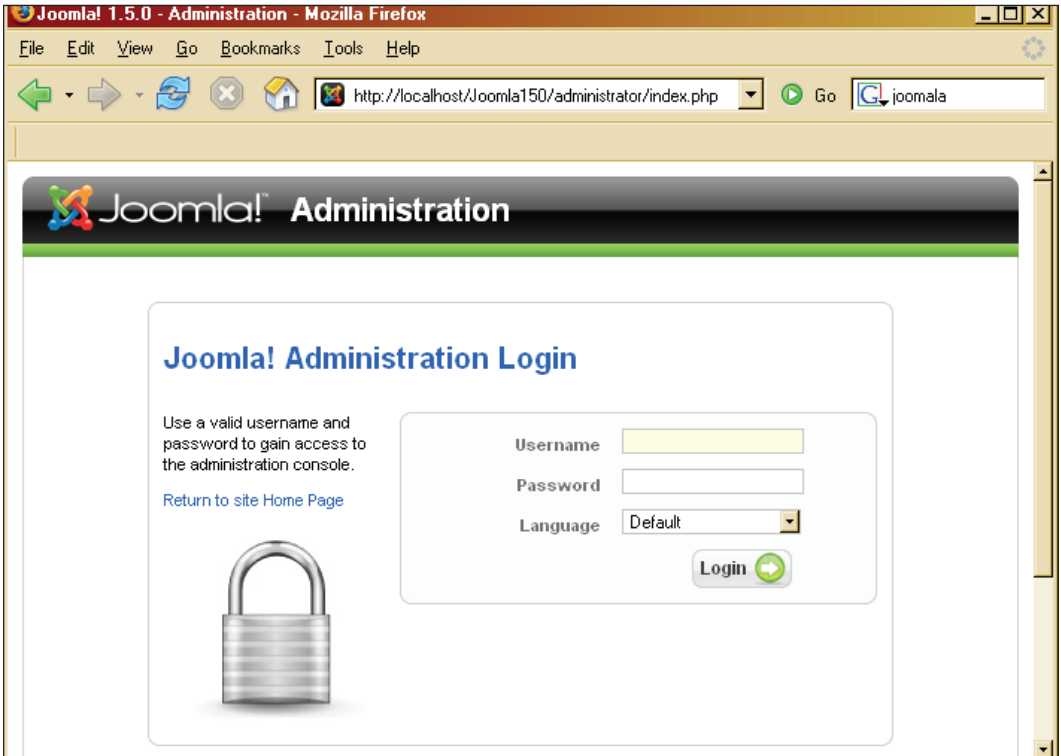 Joomla! 1.5.0 - Administration - Mozilla Firefox
File Edit View Go Bookmarks Tools Help
http://localhost/Joomla150/administrator/index.php Go G joomala
Joomla!™ Administration
Joomla! Administration Login
Use a valid username and
password to gain access to
the administration console.
Return to site Home Page
Username
Password
Language Default
Login